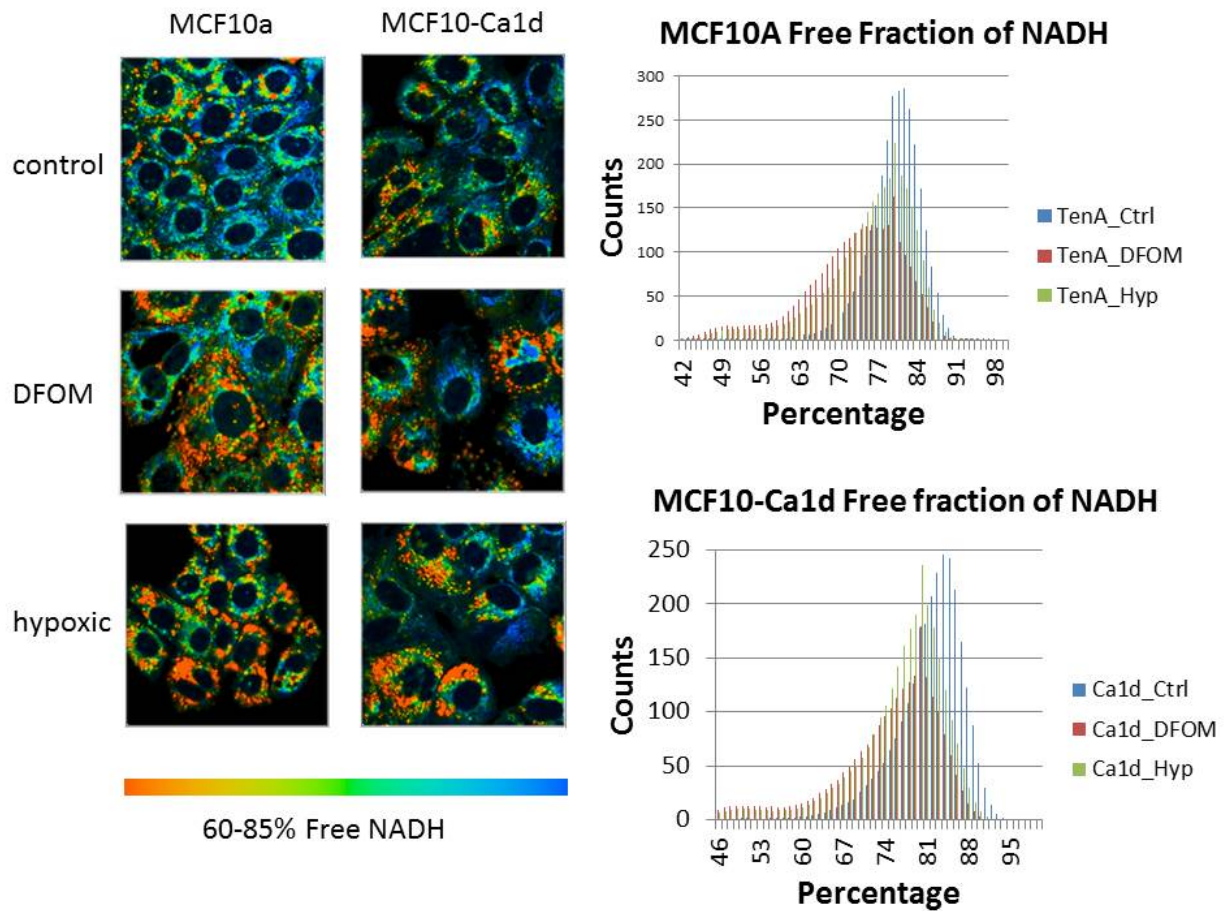 MCF10a
MCF10-Ca1d
control
DFOM
hypoxic
60-85% Free NADH
MCF10A Free Fraction of NADH
Counts
300
250
200
150
100
50
0
42 49 56 63 70 77 84 91 98
Percentage
TenA_Ctrl
TenA_DFOM
TenA_Hyp
MCF10-Ca1d Free fraction of NADH
Counts
250
200
150
100
50
0
46 53 60 67 74 81 88 95
Percentage
Ca1d_Ctrl
Ca1d_DFOM
Ca1d_Hyp